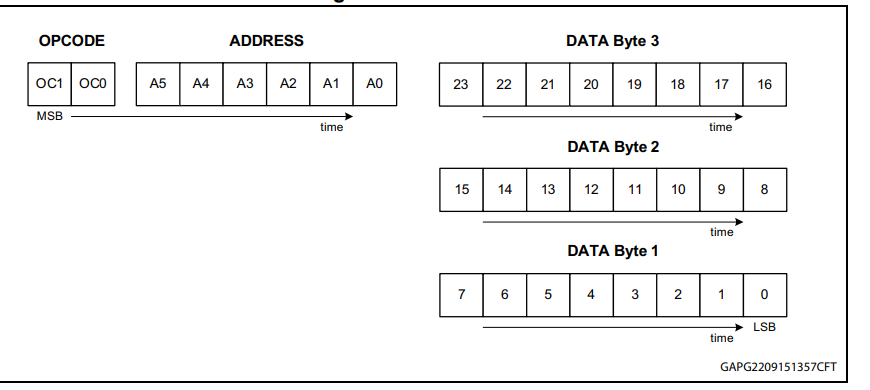 OPCODE ADDRESS DATA Byte 3
OC1 OC0 A5 A4 A3 A2 A1 A0 23 22 21 20 19 18 17 16
MSB time time
DATA Byte 2
15 14 13 12 11 10 9 8
time
DATA Byte 1
7 6 5 4 3 2 1 0
time LSB
GAPG2209151357CFT